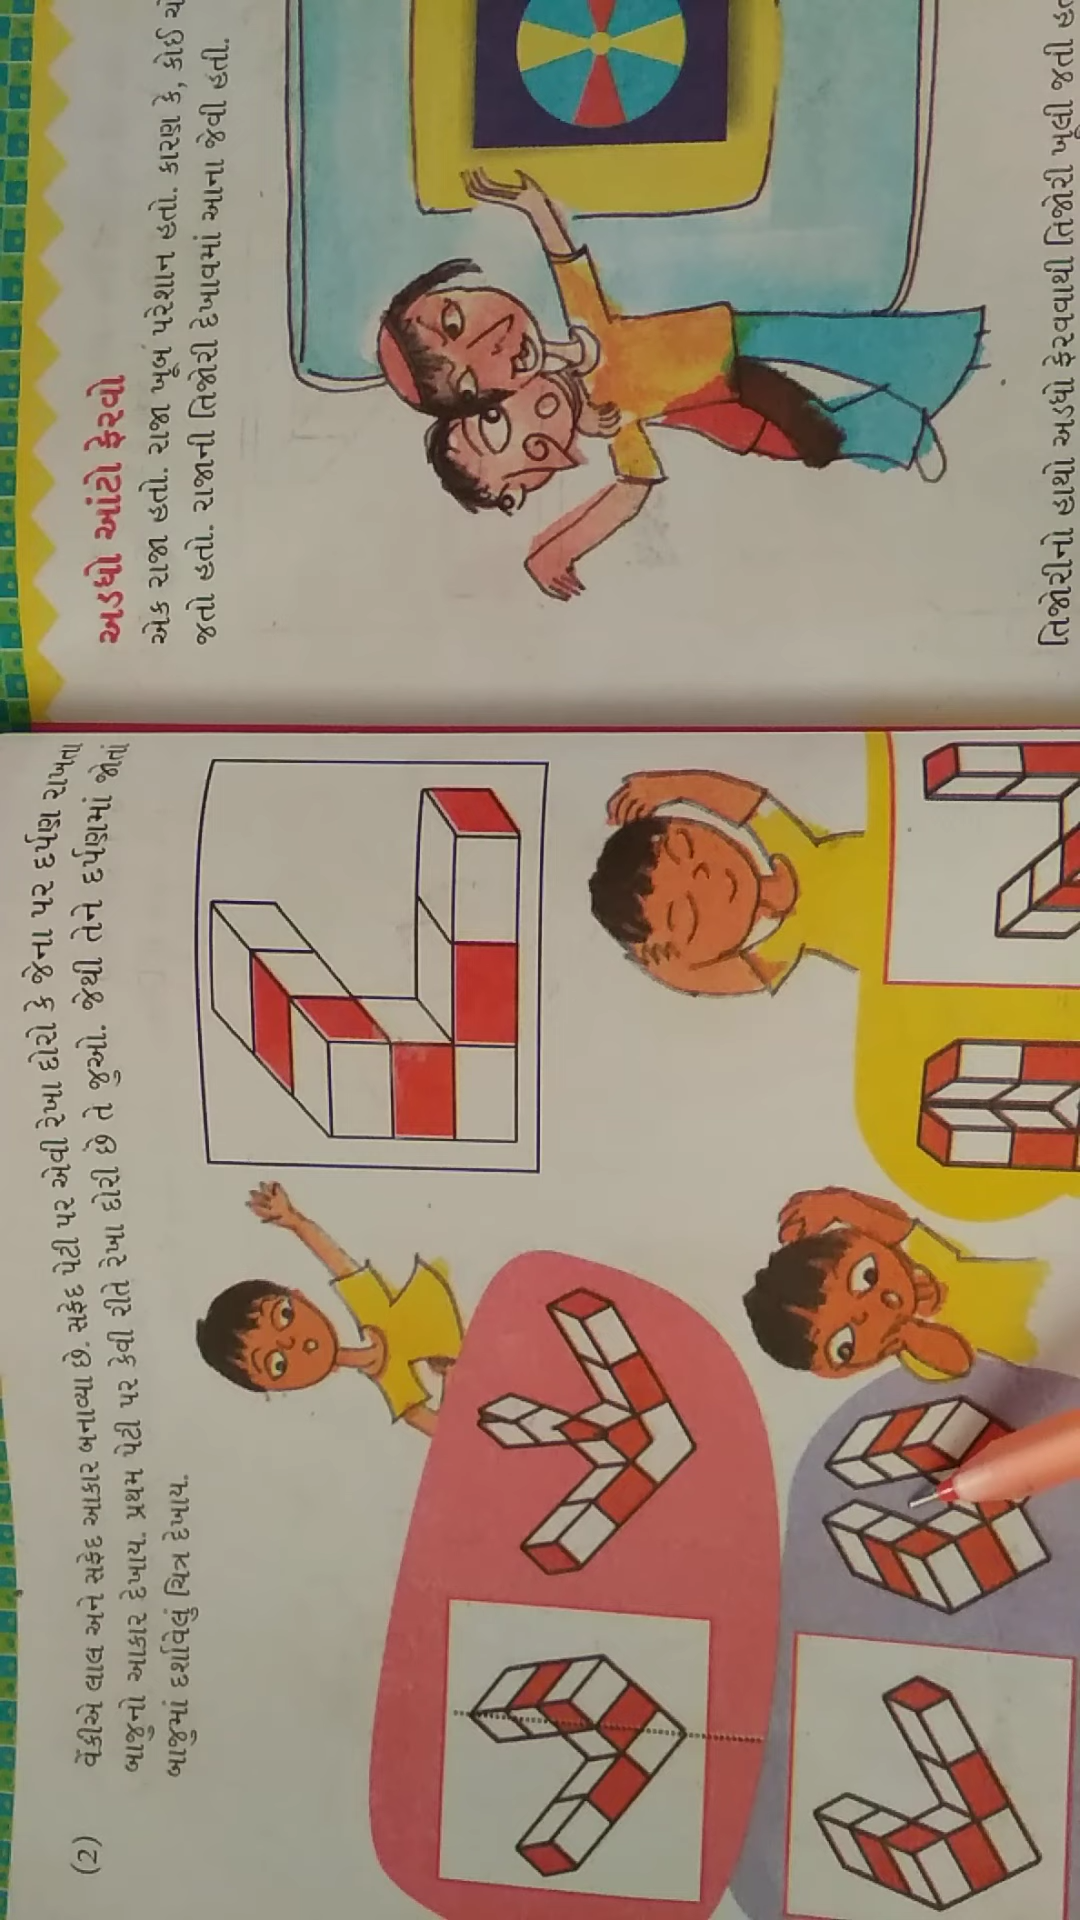 (2) વેંકીએ લાલ અને સફેદ આકાર બનાવ્યા છે. સફેદ પેટી પર એવી રેખા દોરો કે જેના પર દર્પણ રાખતા
બાજુનો આકાર દેખાય. પ્રથમ પેટી પર કેવી રીતે રેખા દોરી છે તે જુઓ. જેથી તેને દર્પણમાં જોતાં
બાજુમાં દર્શાવેલું ચિત્ર દેખાય.
અડધો આંટો ફેરવો
એક રાજા હતો. રાજા ખૂબ પરેશાન હતો. કારણ કે, કોઈ
જતો હતો. રાજાની તિજોરી દેખાવમાં આના જેવી હતી.
તિજોરીનો હાથો અડધો ફેરવવાથી તિજોરી ખૂલી જતી